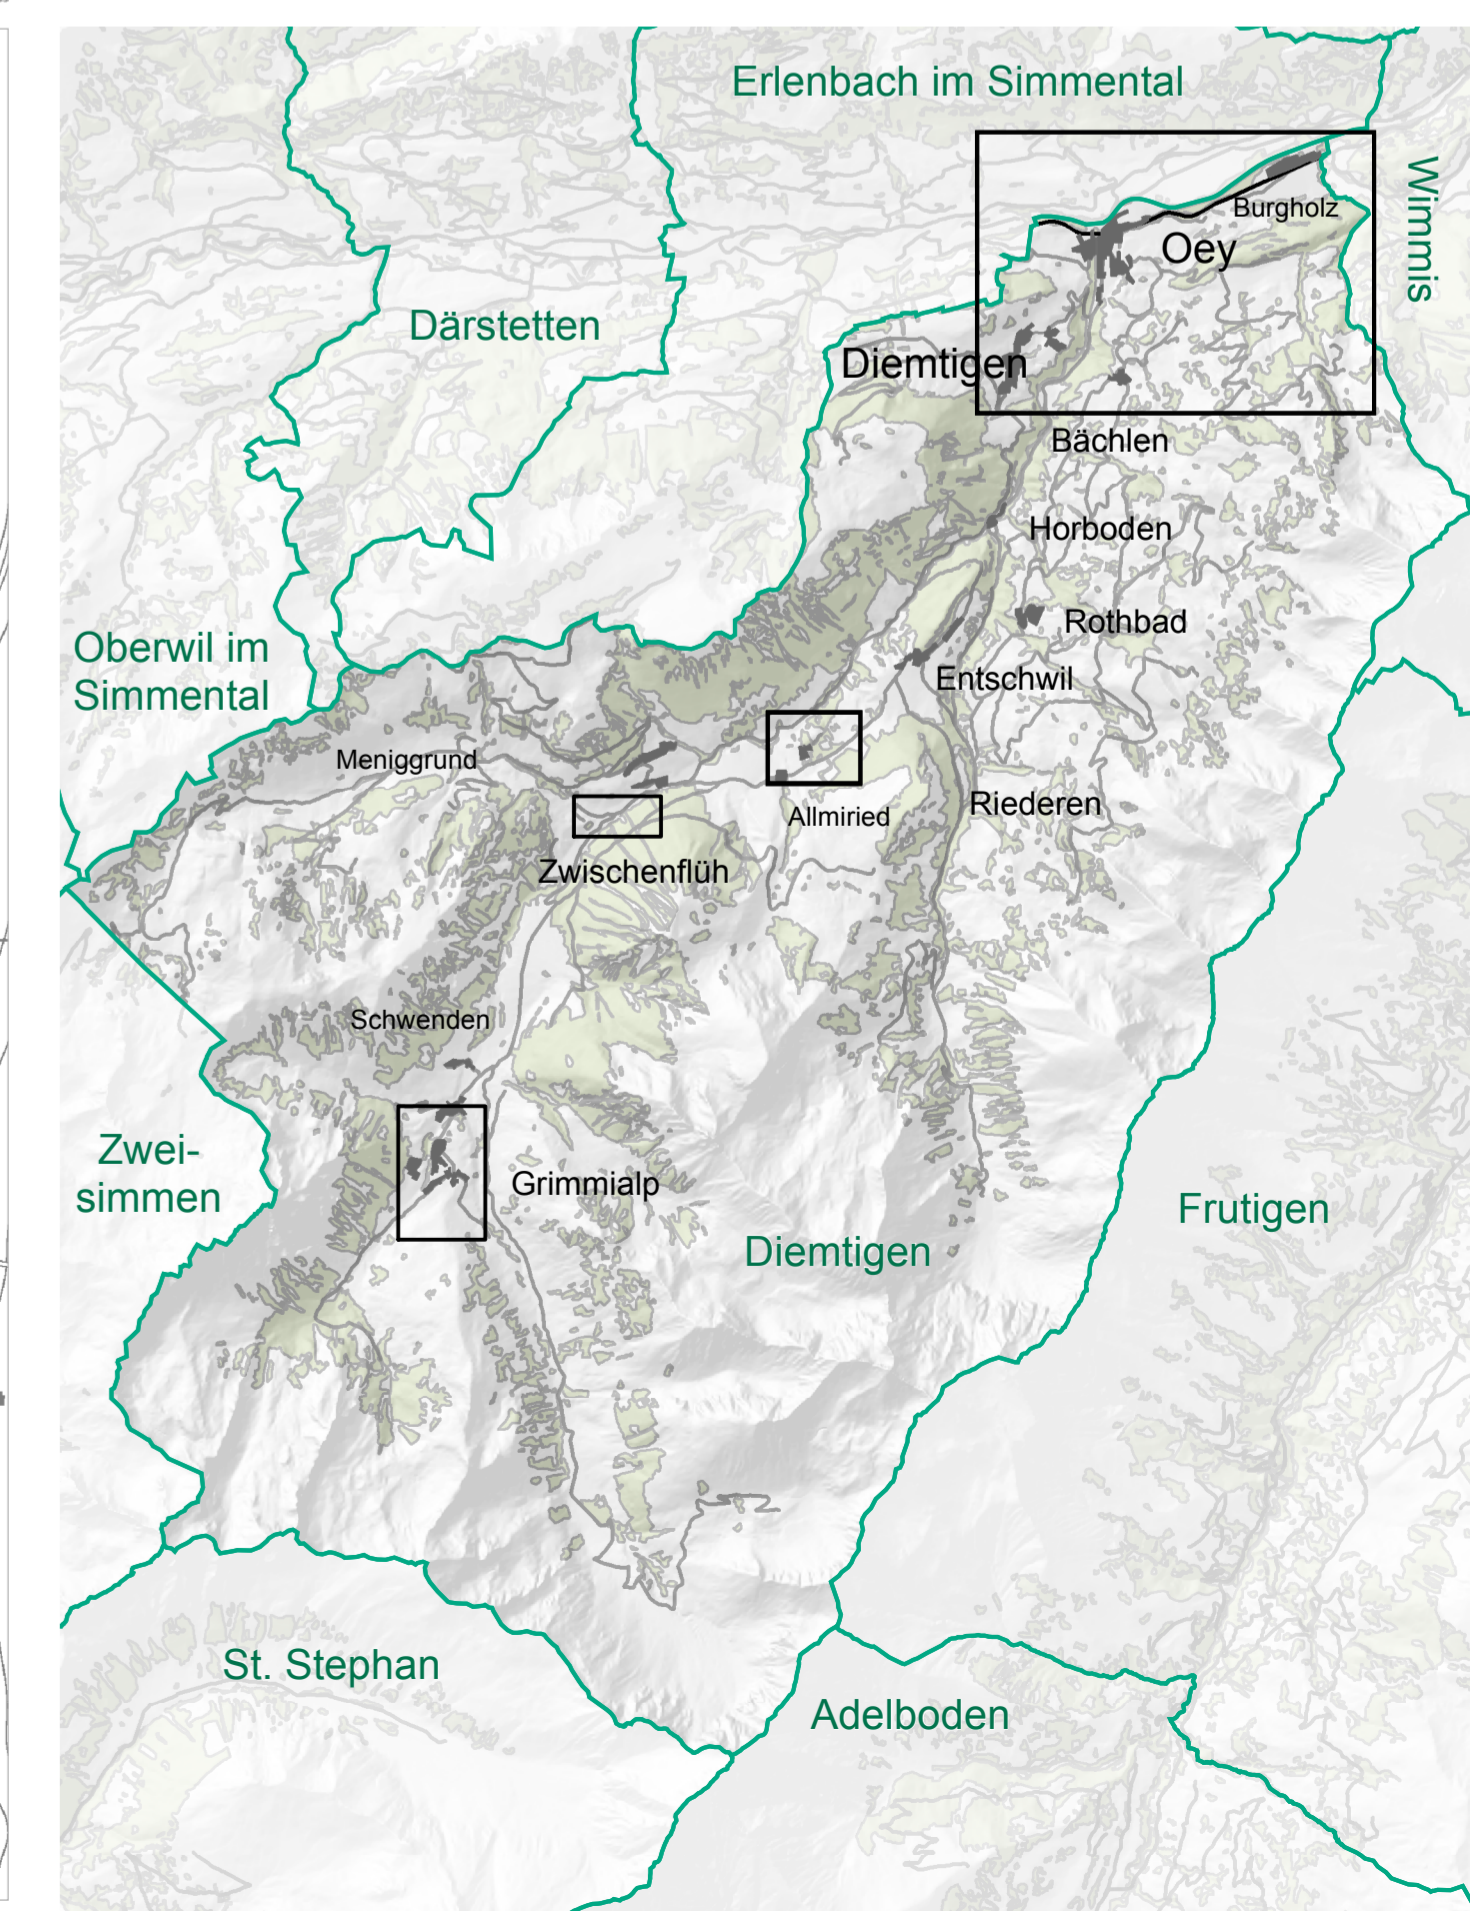 Erlenbach im Simmental
Wimmis
Burgholz
Oey
Därstetten
Diemtigen
Bächlen
Horboden
Rothbad
Oberwil im
Simmental
Entschwil
Meniggrund
Riederen
Allmiried
Zwischenflüh
Schwenden
Zwei-
simmen
Grimmialp
Frutigen
Diemtigen
St. Stephan
Adelboden